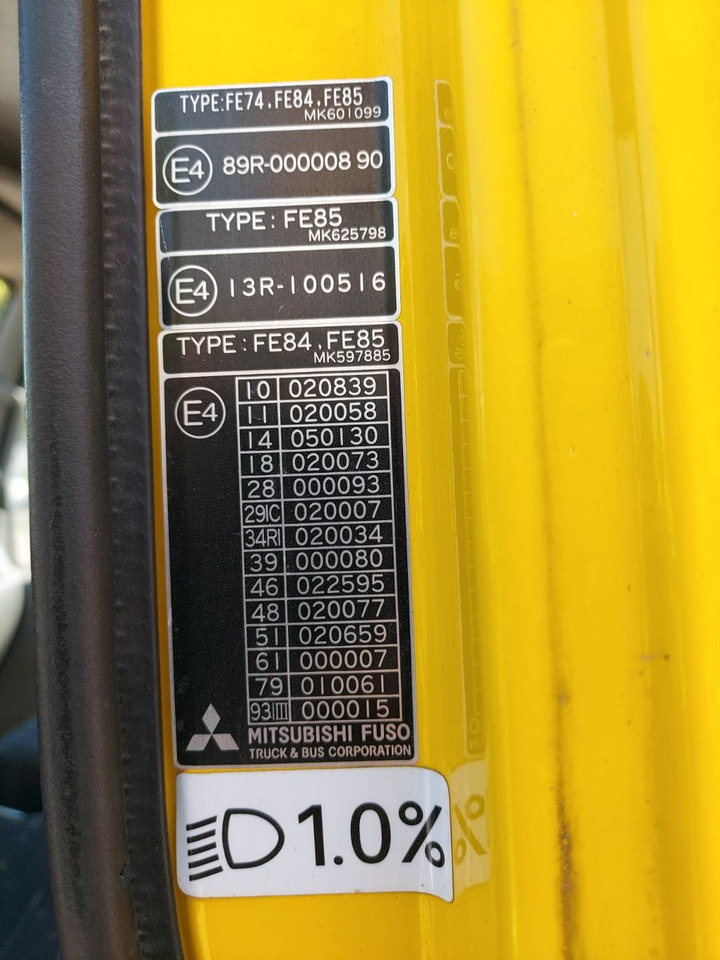 TYPE:FE74,FE84,FE85
MK601099
E4 89R-000008 90
TYPE: FE85
MK625798
E4 13R-100516
TYPE: FE84,FE85
MK597885
E4
10 020839
11 020058
14 050130
18 020073
28 000093
29IC 020007
34RI 020034
39 000080
46 022595
48 020077
51 020659
61 000007
79 010061
93III 000015
MITSUBISHI FUSO
TRUCK & BUS CORPORATION
1.0%